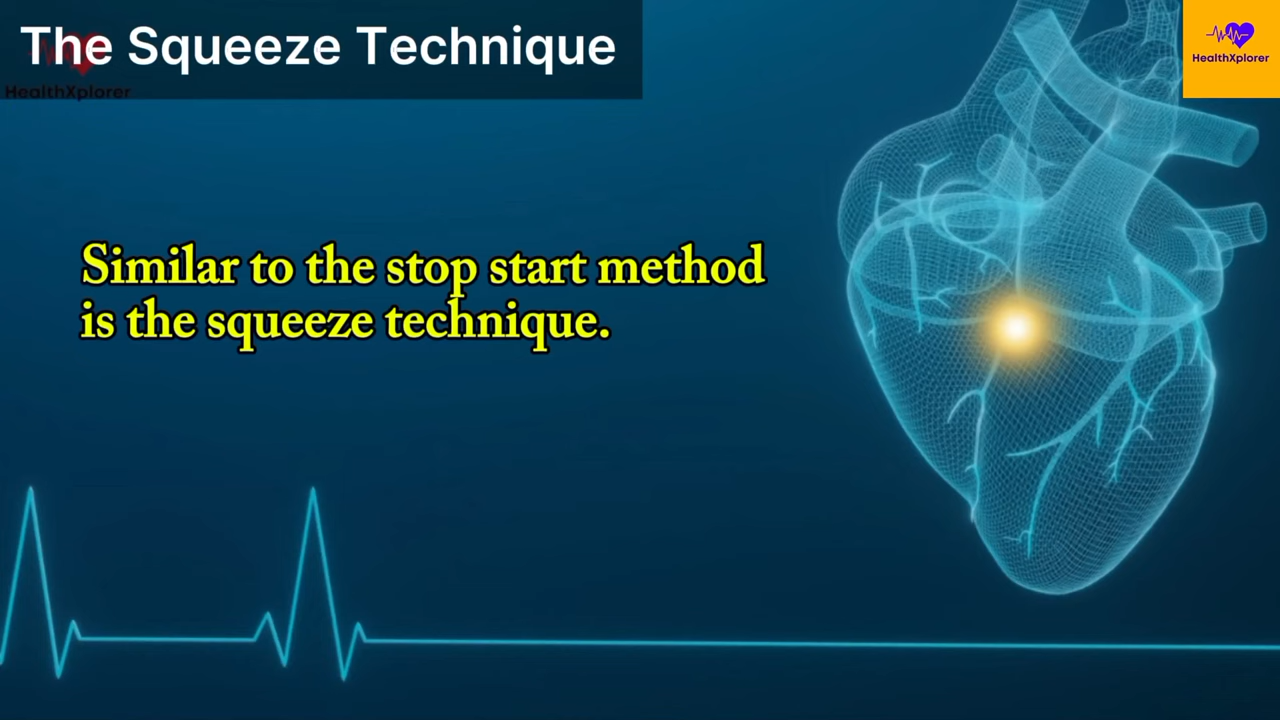 The Squeeze Technique
HealthXplorer
HealthXplorer
Similar to the stop start method
is the squeeze technique.